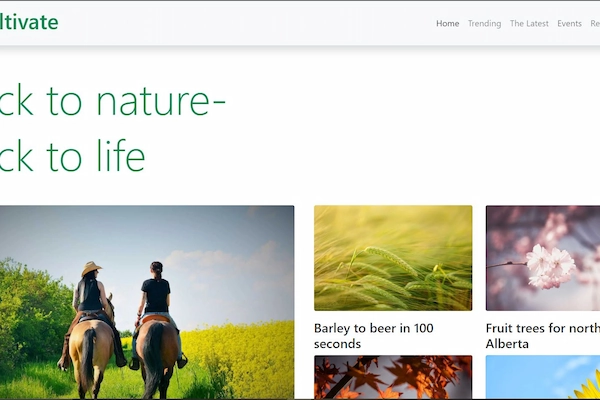 ltivate
Home Trending The Latest Events Re
ck to nature-
ck to life
Barley to beer in 100
seconds
Fruit trees for north
Alberta